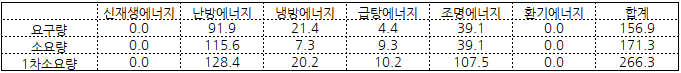 신재생에너지 난방에너지 냉방에너지 급탕에너지 조명에너지 환기에너지 합계
요구량 0.0 91.9 21.4 4.4 39.1 0.0 156.9
소요량 0.0 115.6 7.3 9.3 39.1 0.0 171.3
1차소요량 0.0 128.4 20.2 10.2 107.5 0.0 266.3